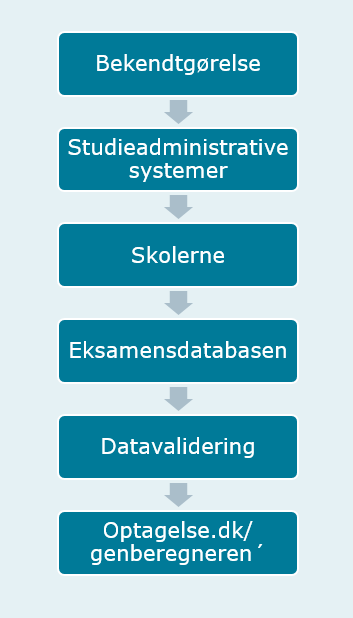 Bekendtgørelse
Studieadministrative
systemer
Skolerne
Eksamensdatabasen
Datavalidering
Optagelse.dk/
genberegneren´